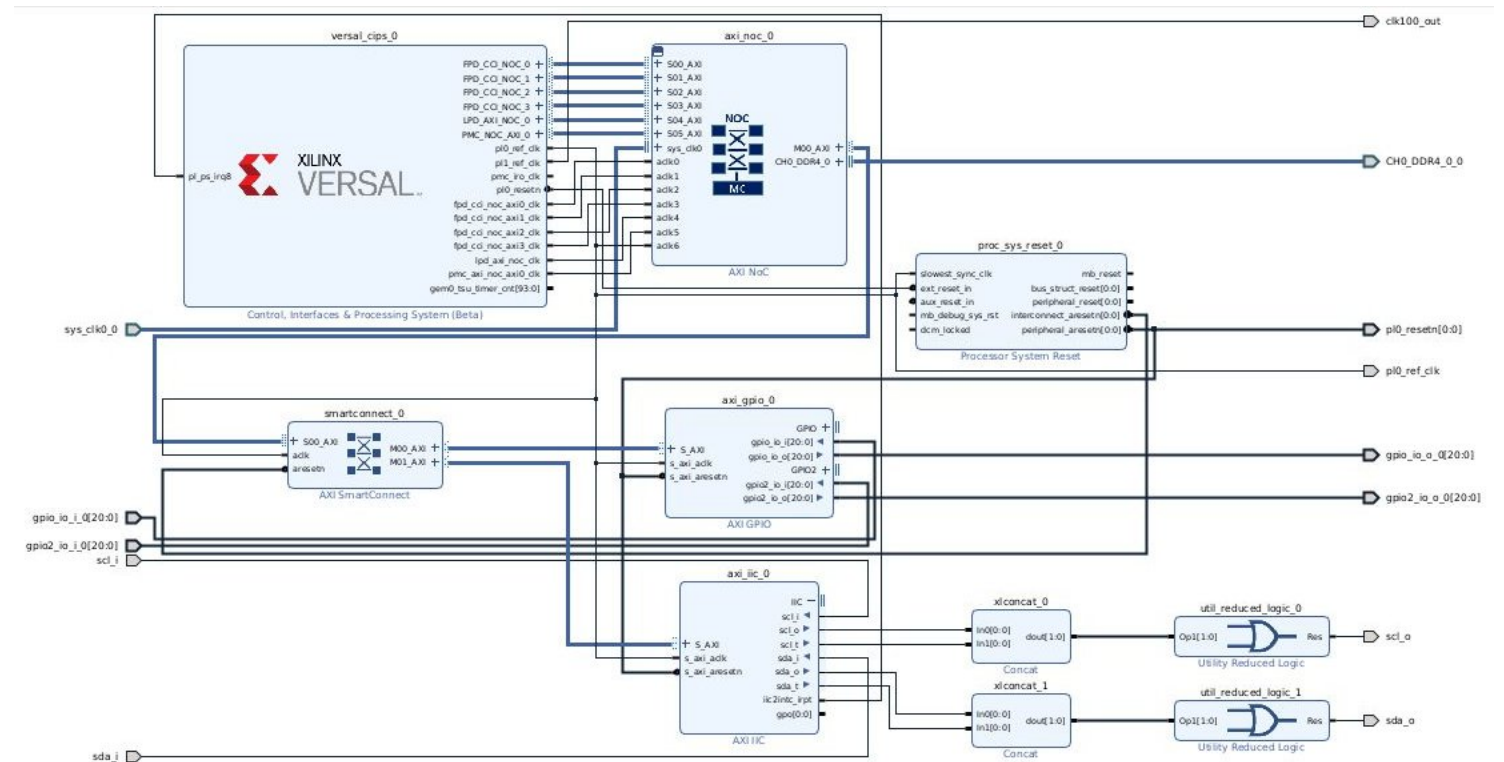 clk100_out
versal_cips_0
FPD_CCI_NOC_0
FPD_CCI_NOC_1
FPD_CCI_NOC_2
FPD_CCI_NOC_3
LPD_AXI_NOC_0
PMC_NOC_AXI_0
pl0_ref_clk
pl1_ref_clk
pmc_iro_clk
pl0_resetn
fpd_cci_noc_axi0_clk
fpd_cci_noc_axi1_clk
fpd_cci_noc_axi2_clk
fpd_cci_noc_axi3_clk
lpd_axi_noc_clk
pmc_axi_noc_axi0_clk
gem0_tsu_timer_cnt[93:0]
pl_ps_irq8
XILINX
VERSAL
Control, Interfaces & Processing System (Beta)
axi_noc_0
S00_AXI
S01_AXI
S02_AXI
S03_AXI
S04_AXI
S05_AXI
sys_clk0
aclk0
aclk1
aclk2
aclk3
aclk4
aclk5
aclk6
NOC
MC
M00_AXI
CH0_DDR4_0
AXI NoC
CH0_DDR4_0_0
proc_sys_reset_0
slowest_sync_clk
ext_reset_in
aux_reset_in
mb_debug_sys_rst
dcm_locked
mb_reset
bus_struct_reset[0:0]
peripheral_reset[0:0]
interconnect_aresetn[0:0]
peripheral_aresetn[0:0]
Processor System Reset
sys_clk0_0
pl0_resetn[0:0]
pl0_ref_clk
smartconnect_0
S00_AXI
aclk
aresetn
M00_AXI
M01_AXI
AXI SmartConnect
axi_gpio_0
S_AXI
s_axi_aclk
s_axi_aresetn
GPIO
gpio_io_i[20:0]
gpio_io_o[20:0]
GPIO2
gpio2_io_i[20:0]
gpio2_io_o[20:0]
AXI GPIO
gpio_io_o_0[20:0]
gpio2_io_o_0[20:0]
gpio_io_i_0[20:0]
gpio2_io_i_0[20:0]
scl_i
axi_iic_0
S_AXI
s_axi_aclk
s_axi_aresetn
IIC
scl_i
scl_o
scl_t
sda_i
sda_o
sda_t
iic2intc_irpt
gpo[0:0]
AXI IIC
xlconcat_0
In0[0:0]
In1[0:0]
dout[1:0]
Concat
util_reduced_logic_0
Op1[1:0]
Res
Utility Reduced Logic
scl_o
xlconcat_1
In0[0:0]
In1[0:0]
dout[1:0]
Concat
util_reduced_logic_1
Op1[1:0]
Res
Utility Reduced Logic
sda_o
sda_i